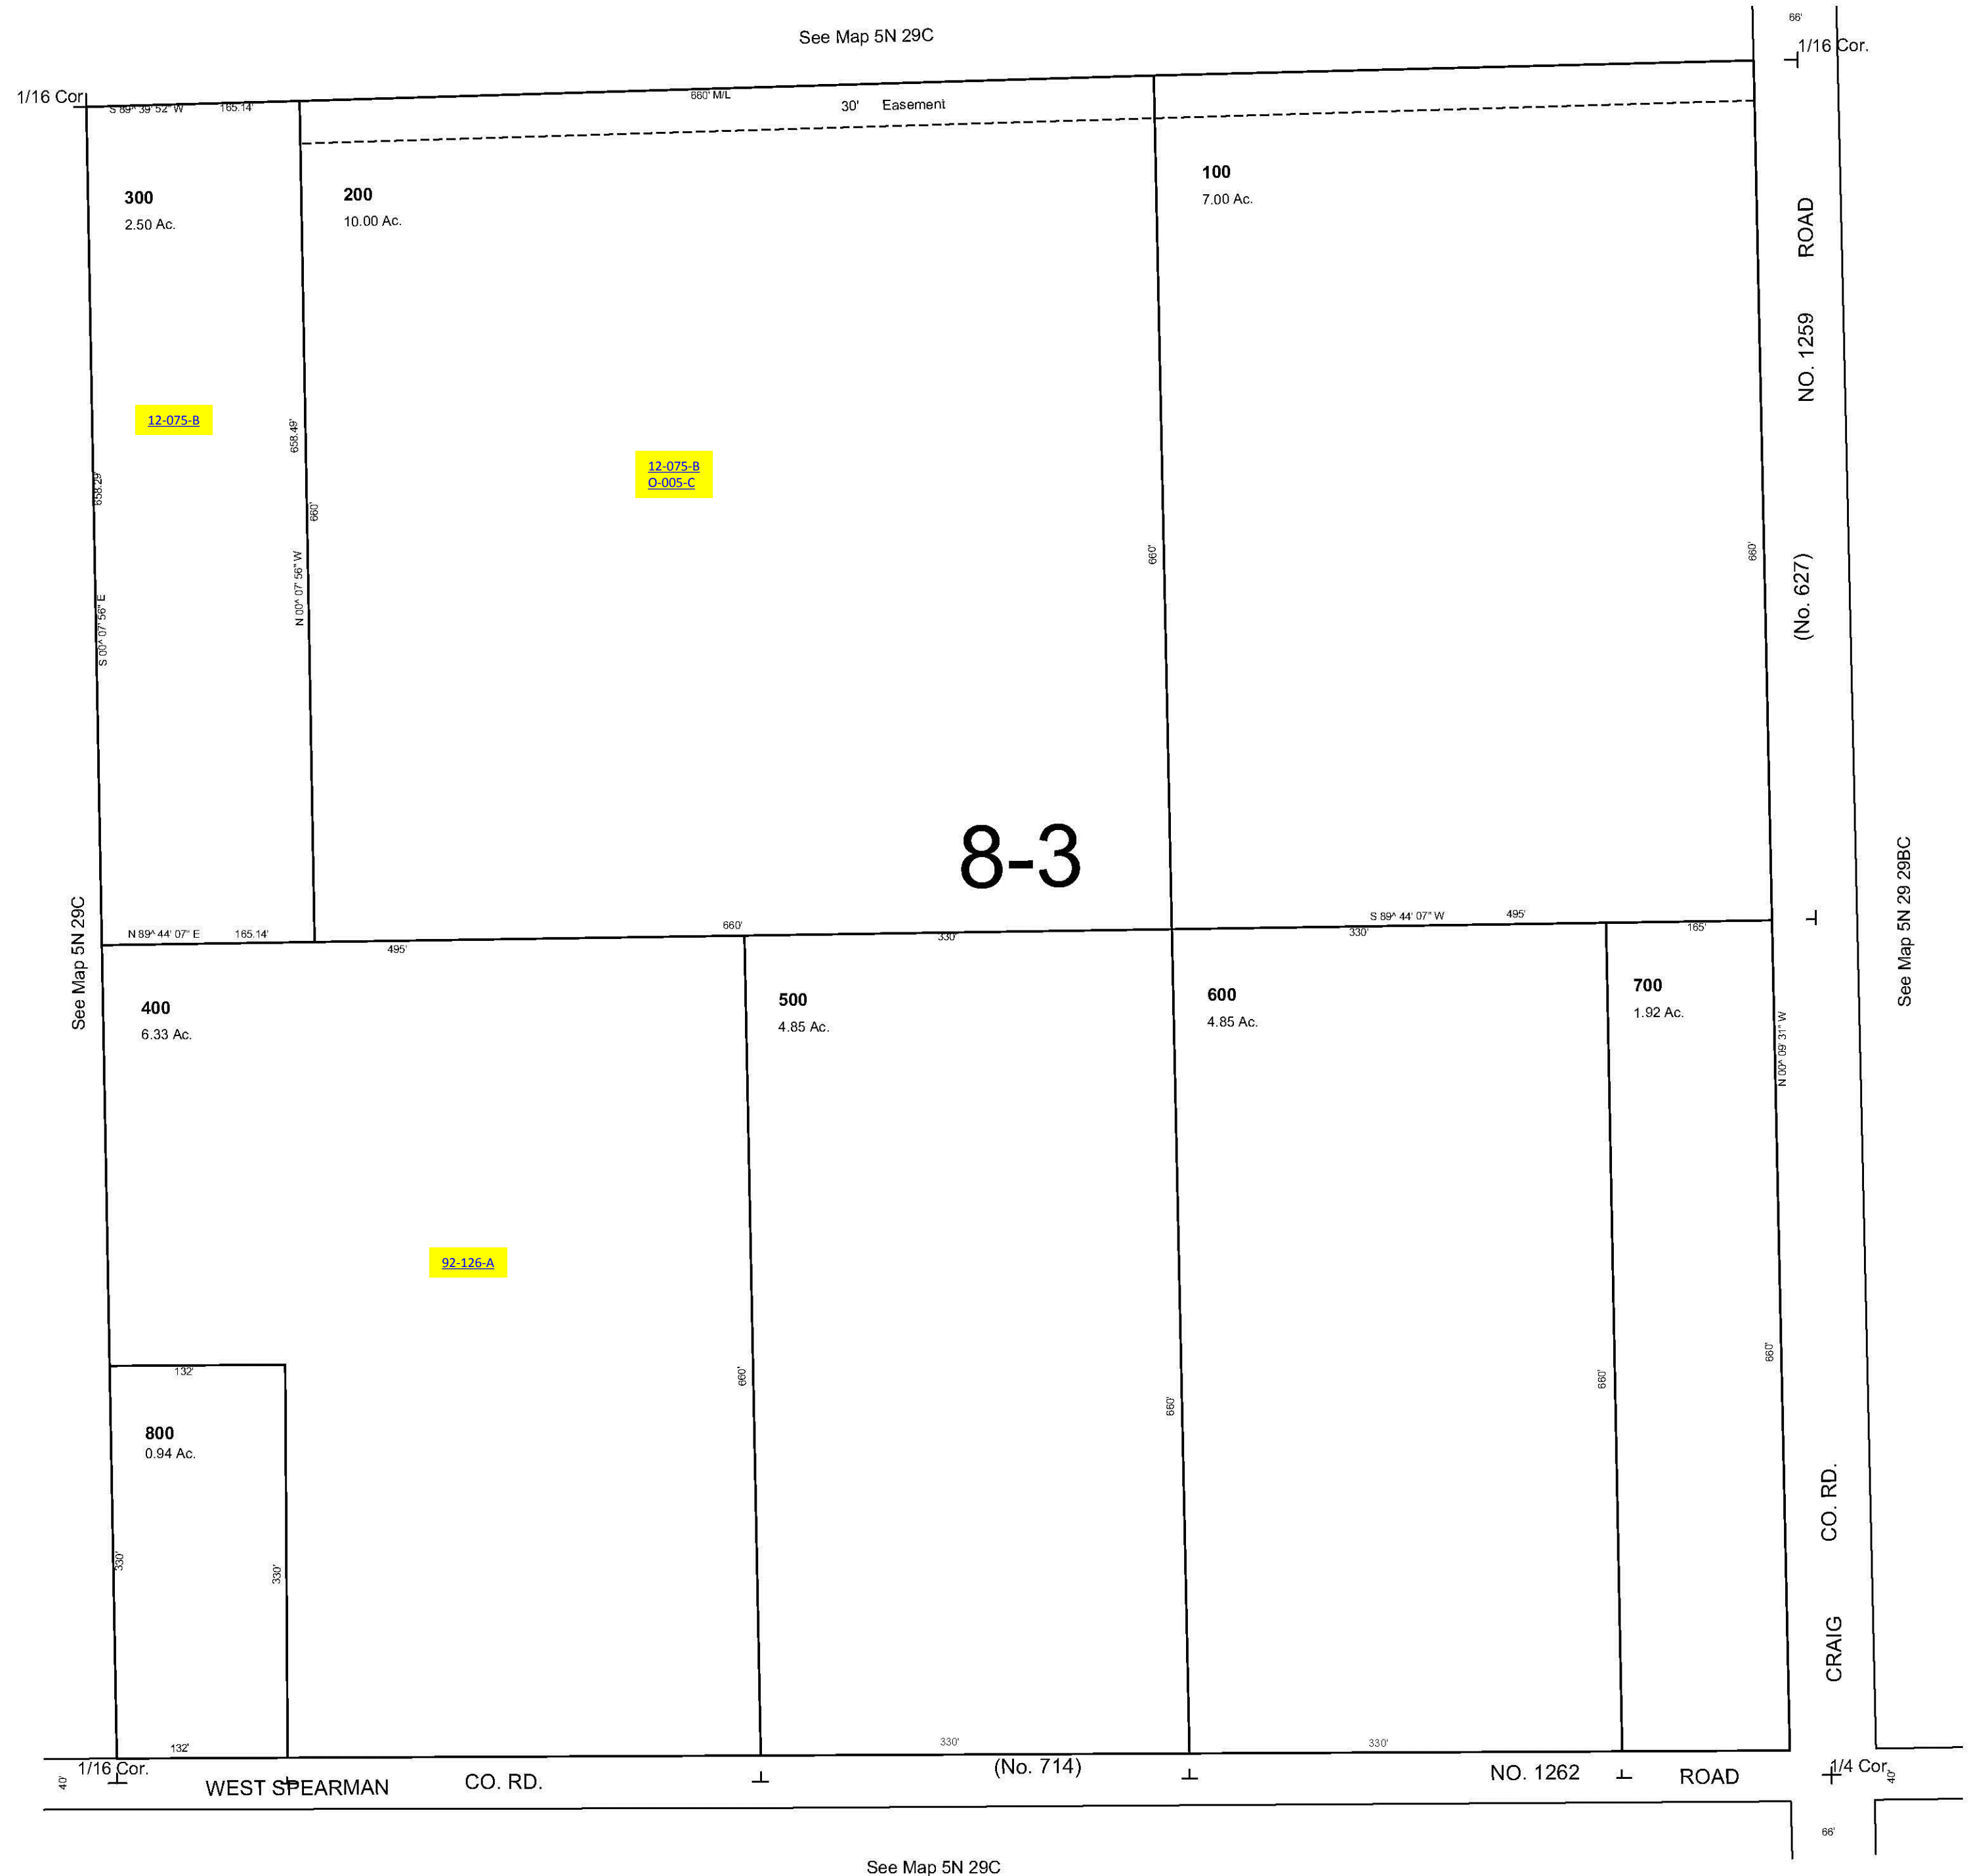 66'
See Map 5N 29C
1/16 Cor.
1/16 Cor
S 89^ 39' 52" W
165.14'
660' M/L
30' Easement
300
2.50 Ac.
200
10.00 Ac.
100
7.00 Ac.
ROAD
NO. 1259
(No. 627)
12-075-B
658.49'
12-075-B
O-005-C
658.29'
660'
660'
660'
S 00^ 07' 56" E
N 00^ 07' 56" W
8-3
See Map 5N 29 29BC
See Map 5N 29C
N 89^ 44' 07" E
165.14'
495'
660'
330'
S 89^ 44' 07" W
495'
330'
165'
400
6.33 Ac.
500
4.85 Ac.
600
4.85 Ac.
700
1.92 Ac.
N 00^ 09' 31" W
92-126-A
132'
660'
660'
660'
660'
800
0.94 Ac.
CO. RD.
330'
330'
CRAIG
132'
330'
330'
1/16 Cor.
40'
WEST SPEARMAN
CO. RD.
(No. 714)
NO. 1262
ROAD
1/4 Cor.
40'
66'
See Map 5N 29C